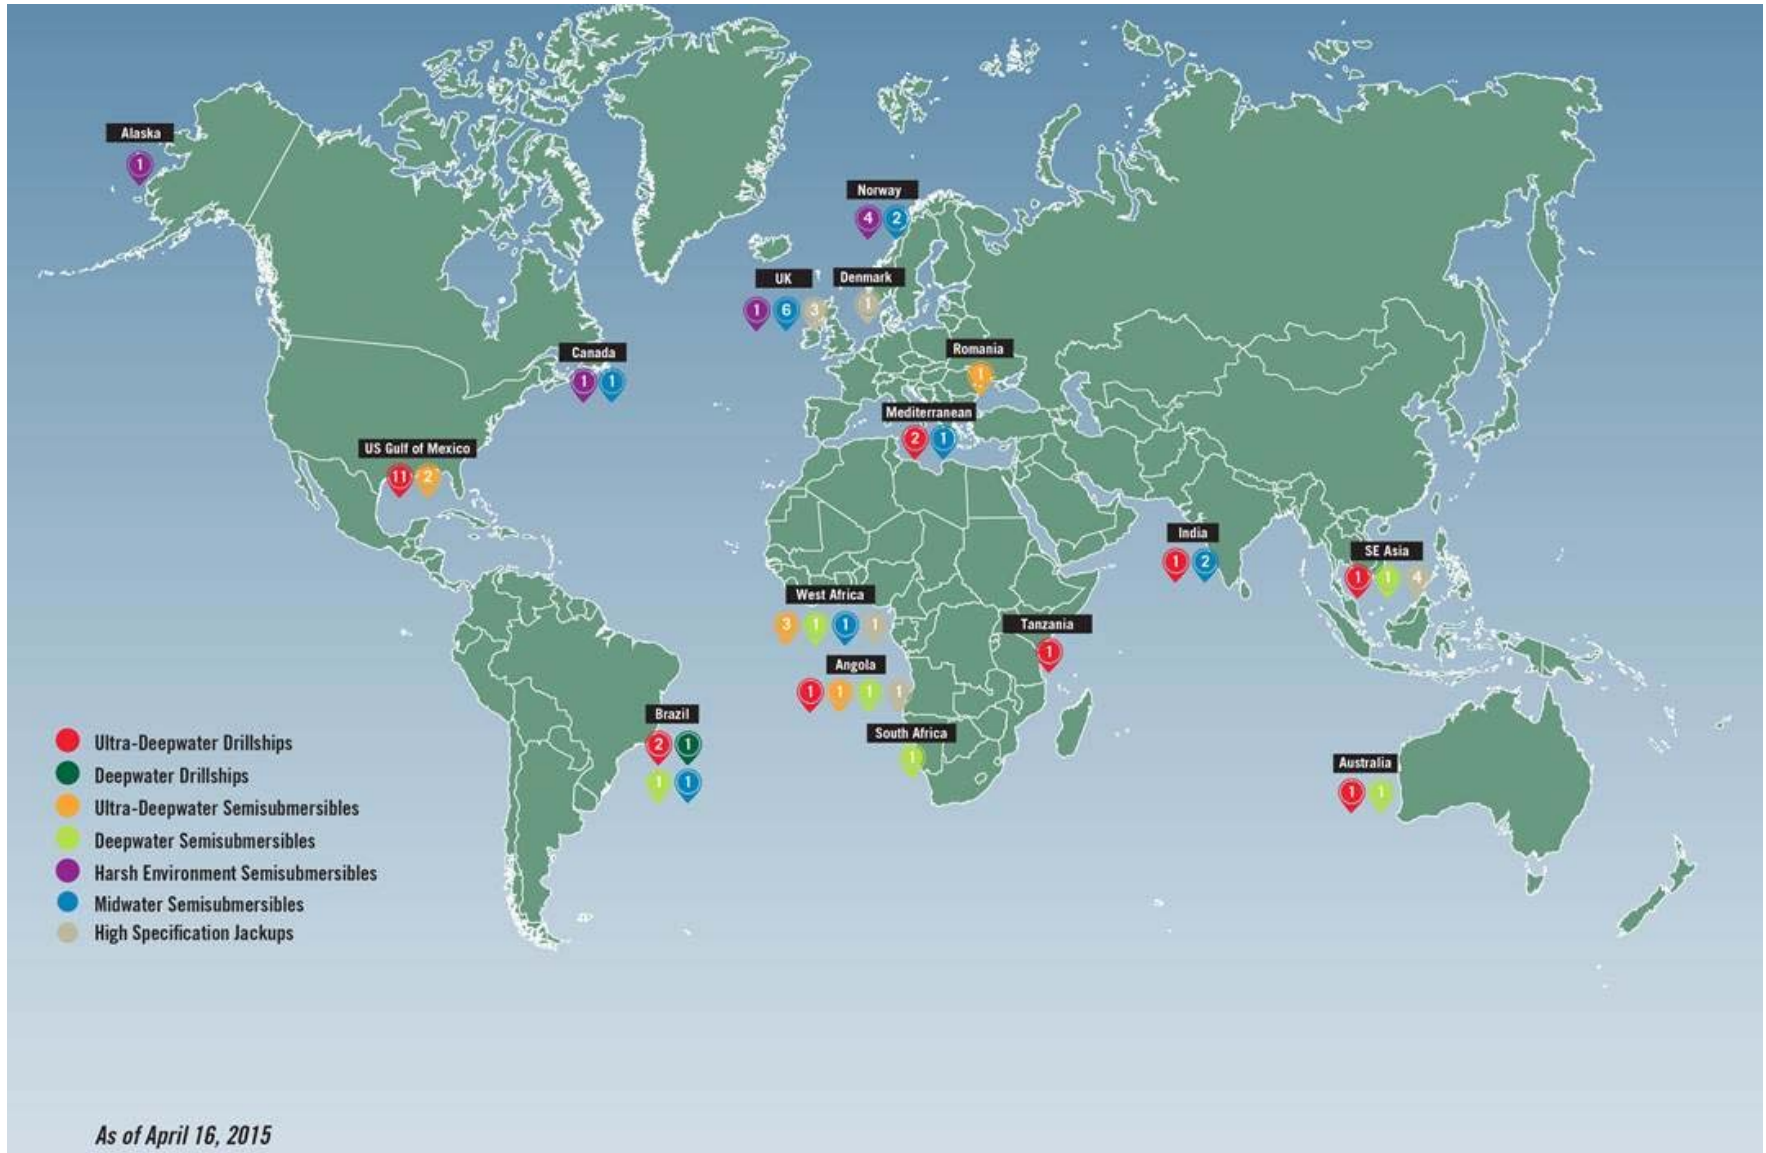 Alaska
1
Norway
4 2
UK
1 6 3
Denmark
1
Canada
1 1
Romania
1
Mediterranean
2 1
US Gulf of Mexico
11 2
India
1 2
SE Asia
1 1 4
West Africa
3 1 1 1
Tanzania
1
Angola
1 1 1 1
Brazil
2 1
1 1
South Africa
1
Australia
1 1
Ultra-Deepwater Drillships
Deepwater Drillships
Ultra-Deepwater Semisubmersibles
Deepwater Semisubmersibles
Harsh Environment Semisubmersibles
Midwater Semisubmersibles
High Specification Jackups
As of April 16, 2015